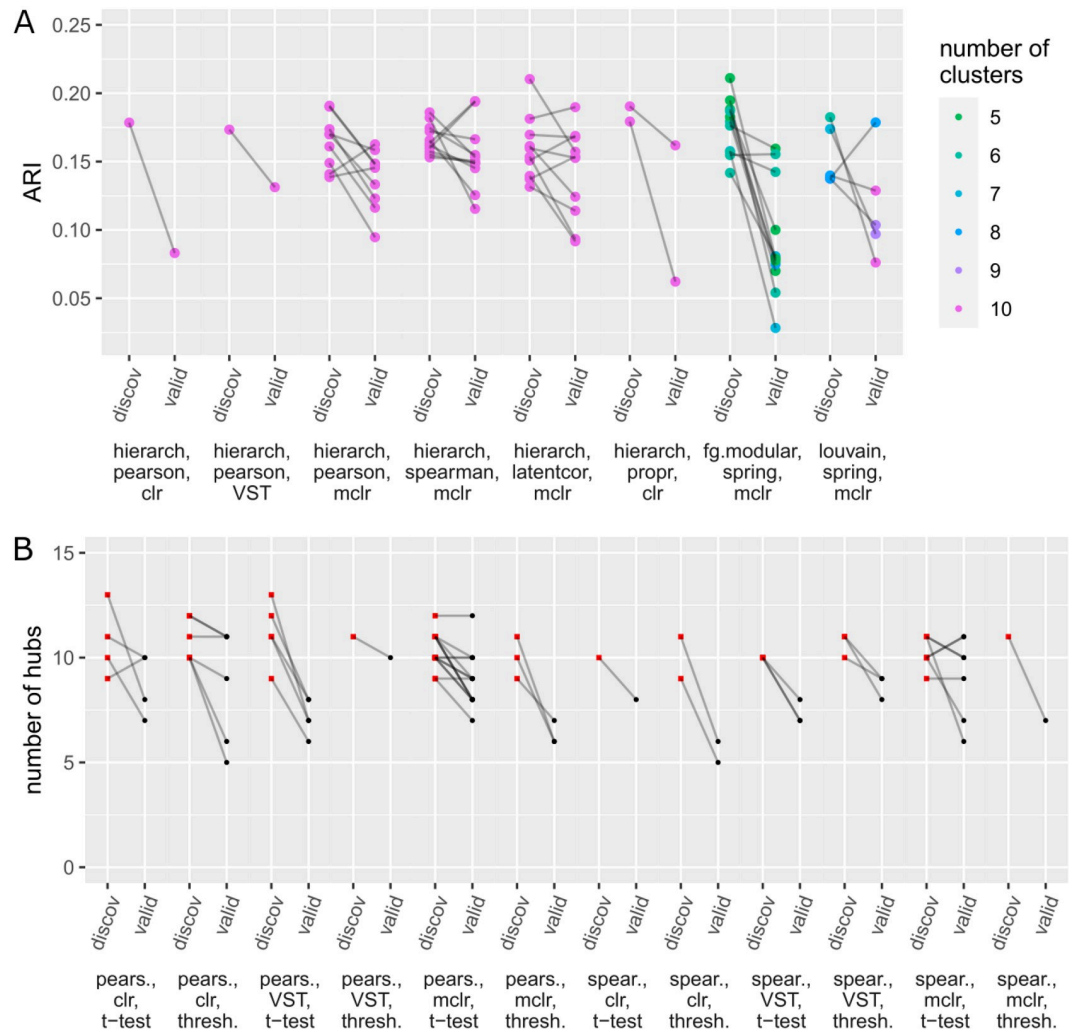 A
0.25
0.20
0.15
0.10
0.05
ARI
discov valid discov valid discov valid discov valid discov valid discov valid discov valid discov valid
hierarch, hierarch, hierarch, hierarch, hierarch, hierarch, fg.modular, louvain,
pearson, pearson, pearson, spearman, latentcor, propr, spring, spring,
clr VST mclr mclr mclr clr mclr mclr
number of
clusters
5
6
7
8
9
10
B
15
10
5
0
number of hubs
discov valid discov valid discov valid discov valid discov valid discov valid discov valid discov valid discov valid discov valid discov valid discov valid
pears., pears., pears., pears., pears., pears., spear., spear., spear., spear., spear., spear.,
clr, clr, VST, VST, mclr, mclr, clr, clr, VST, VST, mclr, mclr,
t-test thresh. t-test thresh. t-test thresh. t-test thresh. t-test thresh. t-test thresh.